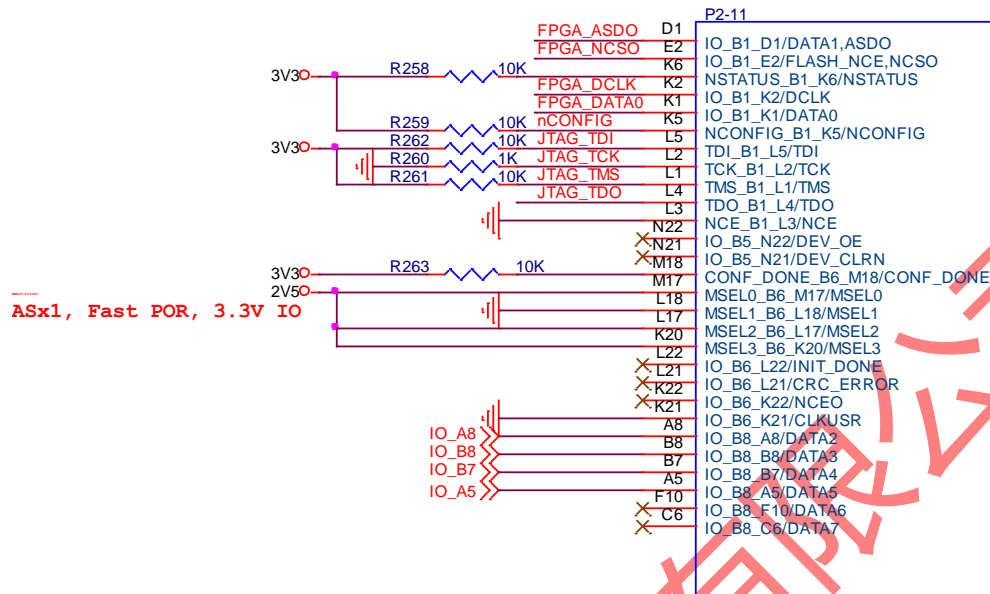 P2-11
FPGA_ASDO D1 IO_B1_D1/DATA1,ASDO
FPGA_NCSO E2 IO_B1_E2/FLASH_NCE,NCSO
3V3 R258 10K K6 NSTATUS_B1_K6/NSTATUS
FPGA_DCLK K2 IO_B1_K2/DCLK
FPGA_DATA0 K1 IO_B1_K1/DATA0
R259 10K nCONFIG K5 NCONFIG_B1_K5/NCONFIG
3V3 R262 10K JTAG_TDI L5 TDI_B1_L5/TDI
R260 1K JTAG_TCK L2 TCK_B1_L2/TCK
R261 10K JTAG_TMS L1 TMS_B1_L1/TMS
JTAG_TDO L4 TDO_B1_L4/TDO
L3 NCE_B1_L3/NCE
N22 IO_B5_N22/DEV_OE
N21 IO_B5_N21/DEV_CLRN
3V3 R263 10K M18 CONF_DONE_B6_M18/CONF_DONE
2V5 M17 MSEL0_B6_M17/MSEL0
ASx1, Fast POR, 3.3V IO
L18 MSEL1_B6_L18/MSEL1
L17 MSEL2_B6_L17/MSEL2
K20 MSEL3_B6_K20/MSEL3
L22 IO_B6_L22/INIT_DONE
L21 IO_B6_L21/CRC_ERROR
K22 IO_B6_K22/NCEO
K21 IO_B6_K21/CLKUSR
IO_A8 A8 IO_B8_A8/DATA2
IO_B8 B8 IO_B8_B8/DATA3
IO_B7 B7 IO_B8_B7/DATA4
IO_A5 A5 IO_B8_A5/DATA5
F10 IO_B8_F10/DATA6
C6 IO_B8_C6/DATA7
有限公